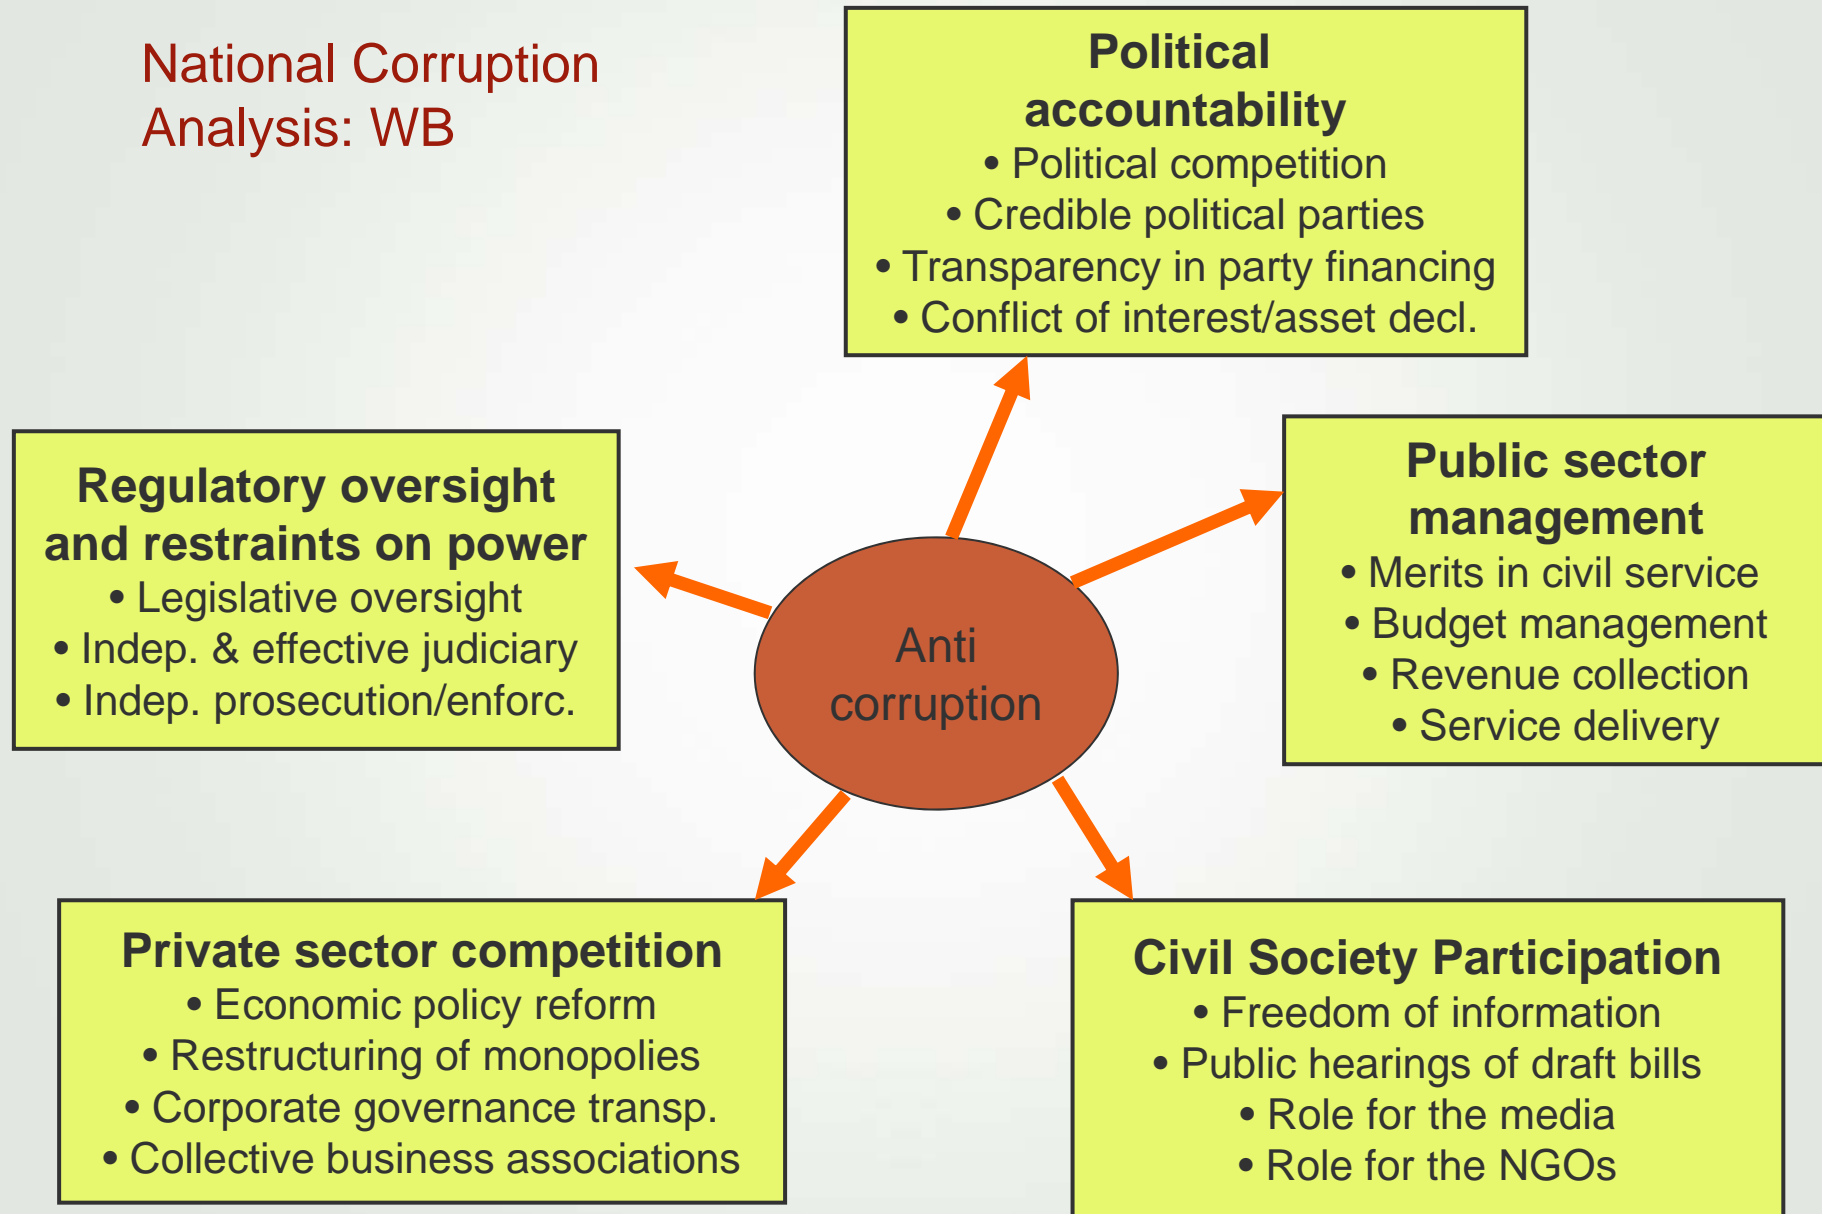 National Corruption
Analysis: WB
Political
accountability
• Political competition
• Credible political parties
• Transparency in party financing
• Conflict of interest/asset decl.
Regulatory oversight
and restraints on power
• Legislative oversight
• Indep. & effective judiciary
• Indep. prosecution/enforc.
Public sector
management
• Merits in civil service
• Budget management
• Revenue collection
• Service delivery
Anti
corruption
Private sector competition
• Economic policy reform
• Restructuring of monopolies
• Corporate governance transp.
• Collective business associations
Civil Society Participation
• Freedom of information
• Public hearings of draft bills
• Role for the media
• Role for the NGOs